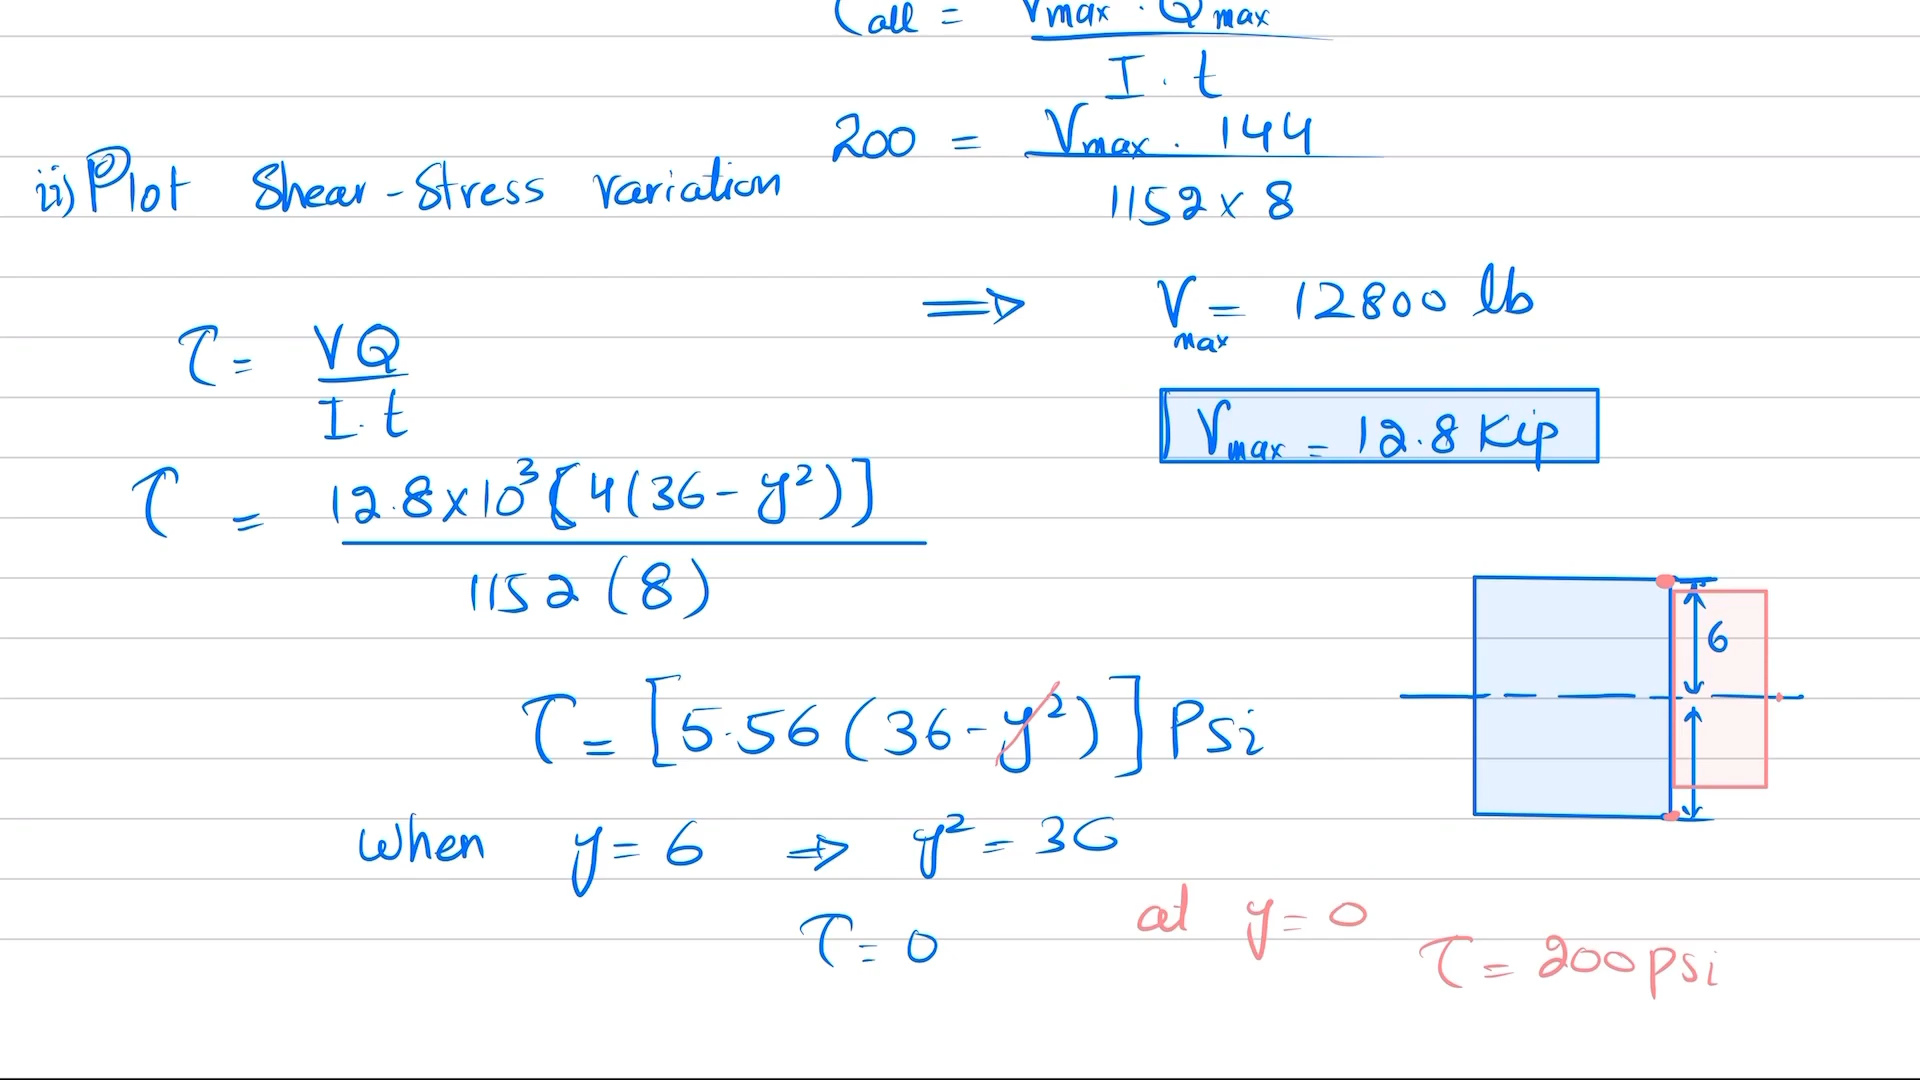 τall = Vmax . Qmax
I . t
200 = Vmax . 144
1152 x 8
ii) Plot Shear-Stress variation
⟹ Vmax = 12800 lb
τ = VQ
I.t
Vmax = 12.8 Kip
τ = 12.8x10³ [4(36-y²)]
1152 (8)
6
τ = [5.56 (36-y²)] Psi
when y = 6 ⇒ y² = 36
at y = 0
τ = 0
τ = 200 psi